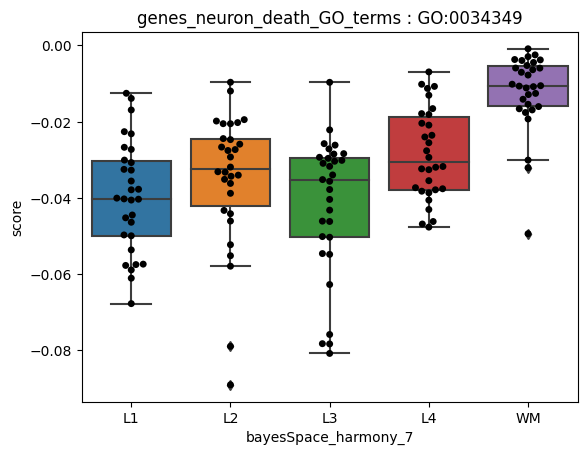 genes_neuron_death_GO_terms : GO:0034349
0.00
−0.02
−0.04
−0.06
−0.08
score
L1 L2 L3 L4 WM
bayesSpace_harmony_7